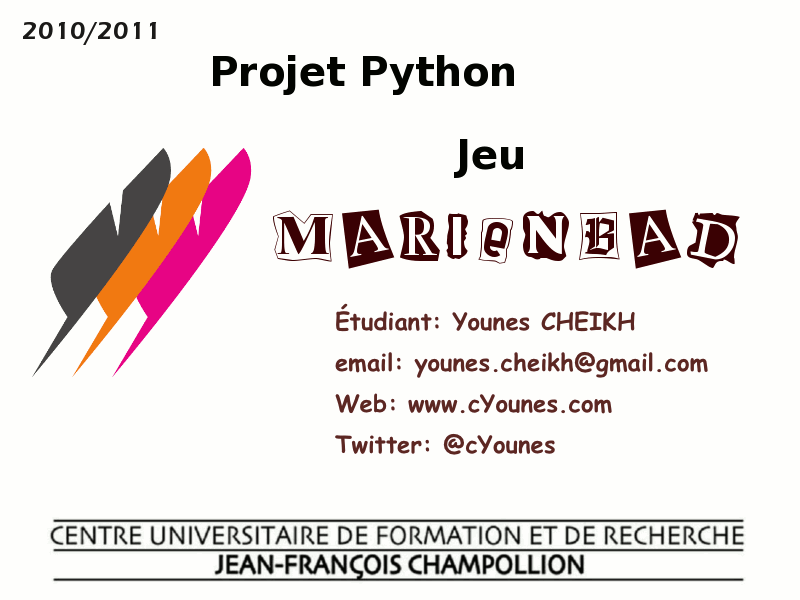 2010/2011
Projet Python
Jeu
MARIeNBAD
Étudiant: Younes CHEIKH
email: younes.cheikh@gmail.com
Web: www.cYounes.com
Twitter: @cYounes
CENTRE UNIVERSITAIRE DE FORMATION ET DE RECHERCHE
JEAN-FRANÇOIS CHAMPOLLION